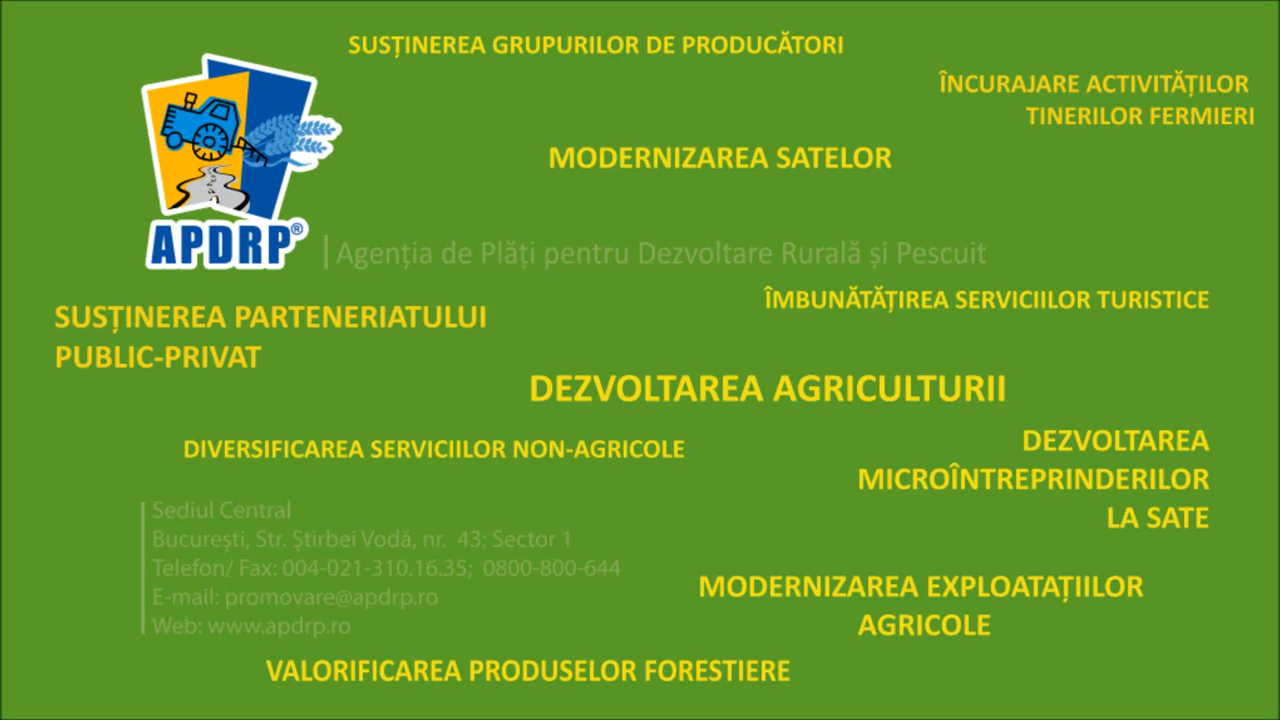 SUSȚINEREA GRUPURILOR DE PRODUCĂTORI
ÎNCURAJARE ACTIVITĂȚILOR
TINERILOR FERMIERI
MODERNIZAREA SATELOR
APDRP®
Agenția de Plăți pentru Dezvoltare Rurală și Pescuit
ÎMBUNĂTĂȚIREA SERVICIILOR TURISTICE
SUSȚINEREA PARTENERIATULUI
PUBLIC-PRIVAT
DEZVOLTAREA AGRICULTURII
DIVERSIFICAREA SERVICIILOR NON-AGRICOLE
DEZVOLTAREA
MICROÎNTREPRINDERILOR
LA SATE
Sediul Central
București, Str. Știrbei Vodă, nr. 43; Sector 1
Telefon/ Fax: 004-021-310.16.35; 0800-800-644
E-mail: promovare@apdrp.ro
Web: www.apdrp.ro
MODERNIZAREA EXPLOATAȚIILOR
AGRICOLE
VALORIFICAREA PRODUSELOR FORESTIERE